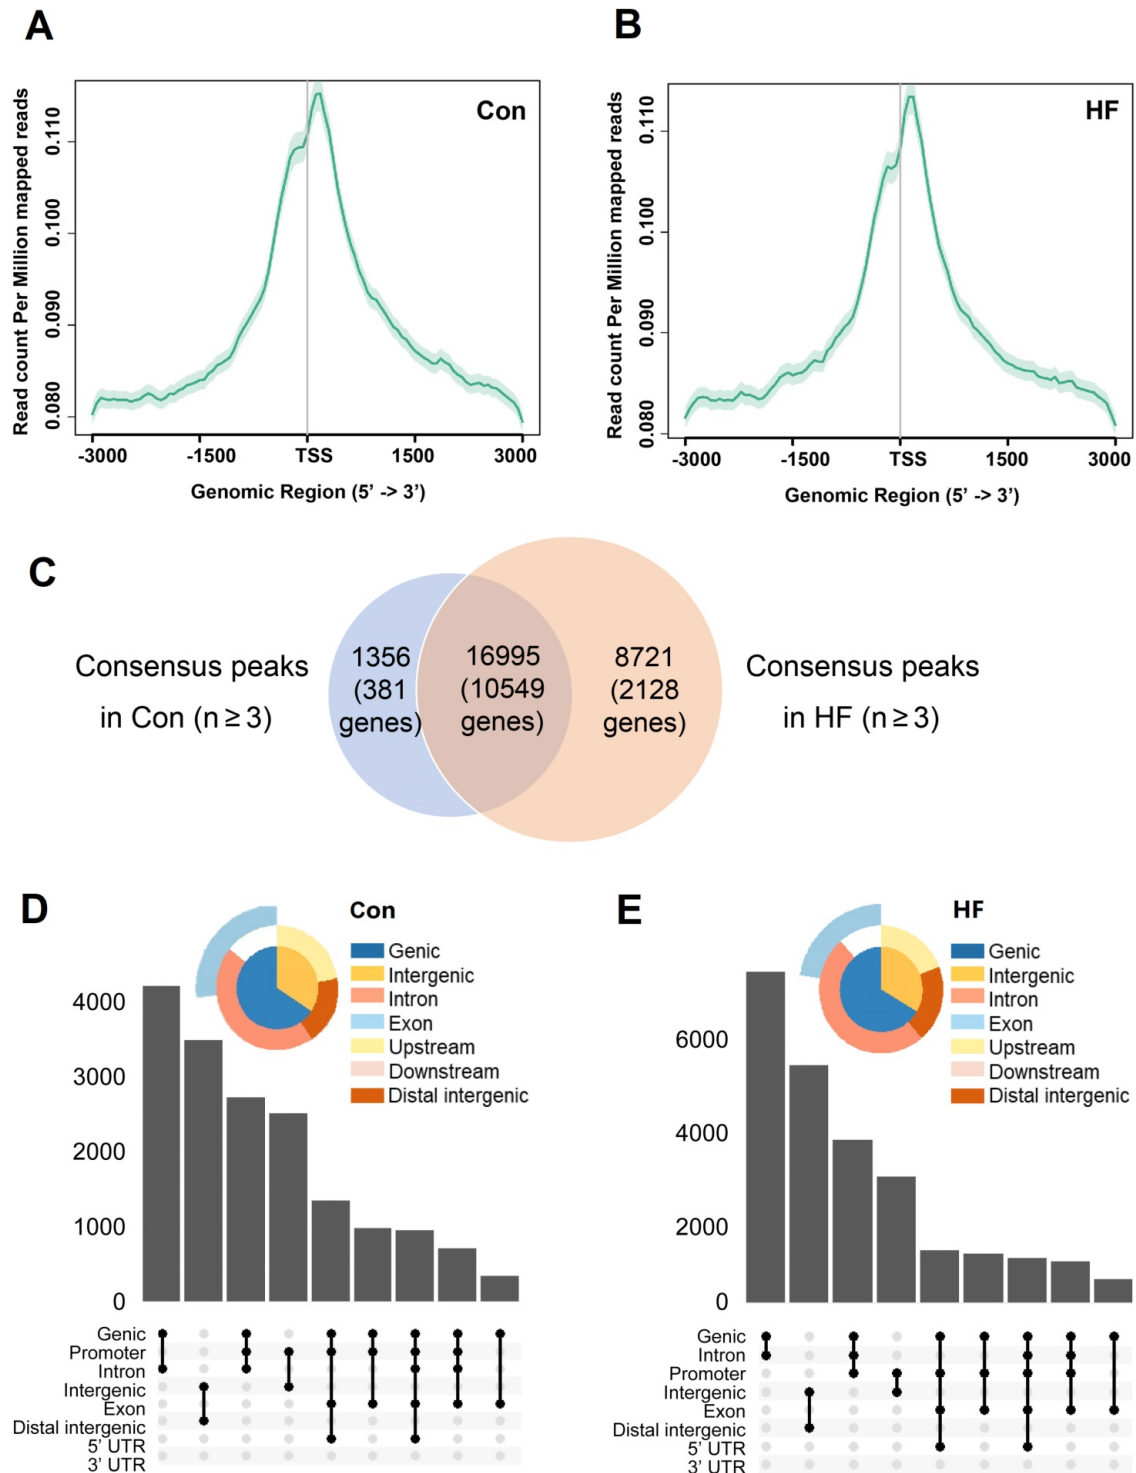 A
B
Con
Read count Per Million mapped reads
0.110
0.100
0.090
0.080
-3000
-1500
TSS
1500
3000
Genomic Region (5’ -> 3’)
HF
Read count Per Million mapped reads
0.110
0.100
0.090
0.080
-3000
-1500
TSS
1500
3000
Genomic Region (5’ -> 3’)
C
Consensus peaks
in Con (n ≥ 3)
1356
(381
genes)
16995
(10549
genes)
8721
(2128
genes)
Consensus peaks
in HF (n ≥ 3)
D
Con
Genic
Intergenic
Intron
Exon
Upstream
Downstream
Distal intergenic
4000
3000
2000
1000
0
Genic
Promoter
Intron
Intergenic
Exon
Distal intergenic
5’ UTR
3’ UTR
E
HF
Genic
Intergenic
Intron
Exon
Upstream
Downstream
Distal intergenic
6000
4000
2000
0
Genic
Intron
Promoter
Intergenic
Exon
Distal intergenic
5’ UTR
3’ UTR